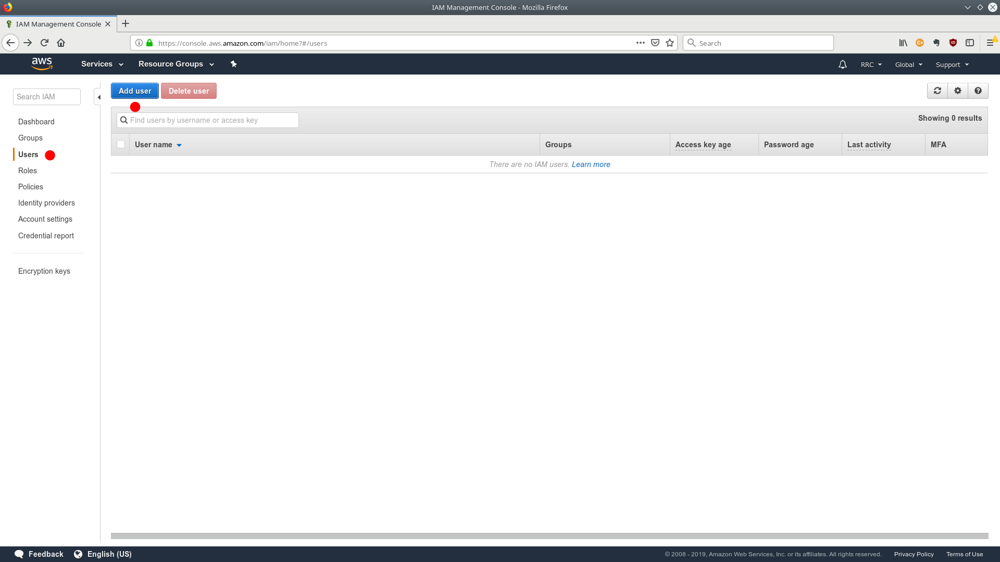 IAM Management Console - Mozilla Firefox
IAM Management Console
https://console.aws.amazon.com/iam/home?#/users
Search
aws
Services
Resource Groups
RRC
Global
Support
Search IAM
Dashboard
Groups
Users
Roles
Policies
Identity providers
Account settings
Credential report
Encryption keys
Add user
Delete user
Find users by username or access key
Showing 0 results
User name
Groups
Access key age
Password age
Last activity
MFA
There are no IAM users. Learn more
Feedback
English (US)
© 2008 - 2019, Amazon Web Services, Inc. or its affiliates. All rights reserved.
Privacy Policy
Terms of Use